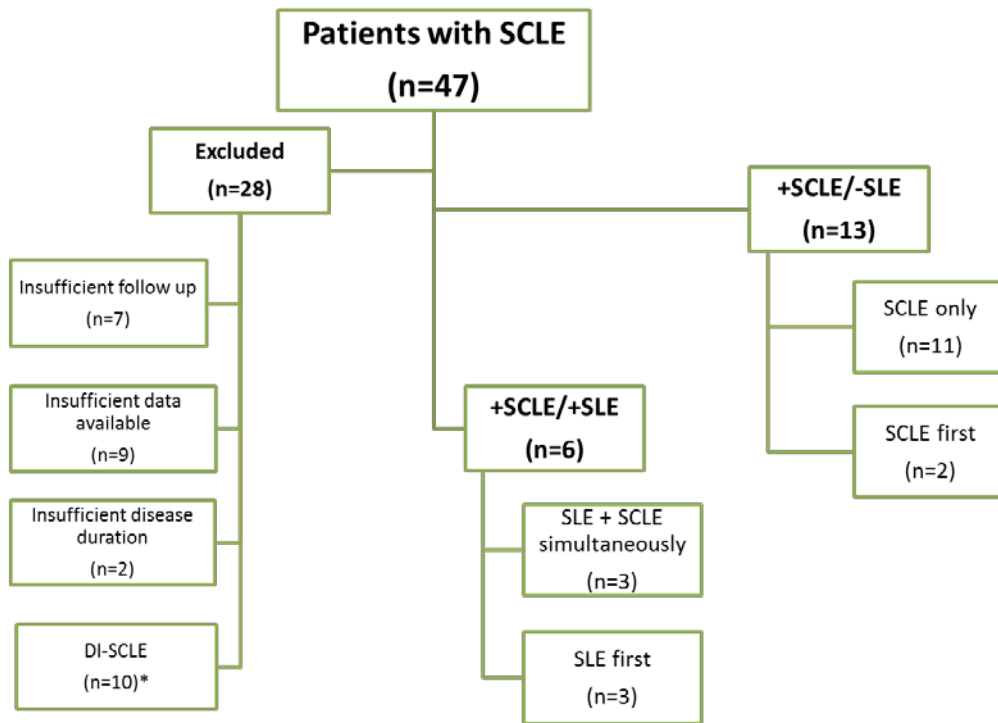 Patients with SCLE
(n=47)
Excluded
(n=28)
Insufficient follow up
(n=7)
Insufficient data
available
(n=9)
Insufficient disease
duration
(n=2)
DI-SCLE
(n=10)*
+SCLE/+SLE
(n=6)
SLE + SCLE
simultaneously
(n=3)
SLE first
(n=3)
+SCLE/-SLE
(n=13)
SCLE only
(n=11)
SCLE first
(n=2)